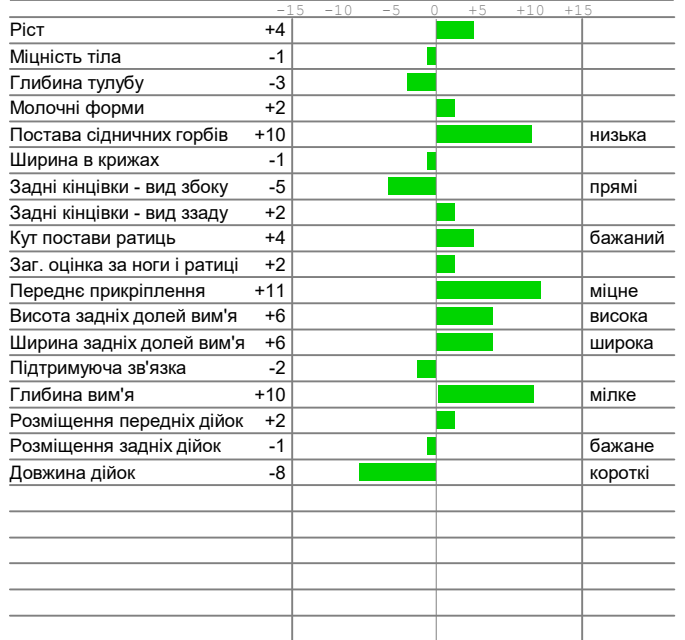 -15 -10 -5 0 +5 +10 +15
Ріст +4
Міцність тіла -1
Глибина тулубу -3
Молочні форми +2
Постава сідничних горбів +10 низька
Ширина в крижах -1
Задні кінцівки - вид збоку -5 прямі
Задні кінцівки - вид ззаду +2
Кут постави ратиць +4 бажаний
Заг. оцінка за ноги і ратиці +2
Переднє прикріплення +11 міцне
Висота задніх долей вим'я +6 висока
Ширина задніх долей вим'я +6 широка
Підтримуюча зв'язка -2
Глибина вим'я +10 мілке
Розміщення передніх дійок +2
Розміщення задніх дійок -1 бажане
Довжина дійок -8 короткі